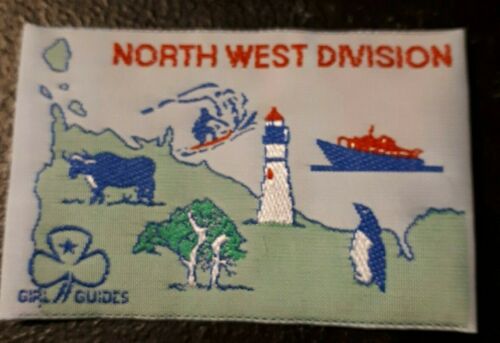 NORTH WEST DIVISION
GIRL GUIDES